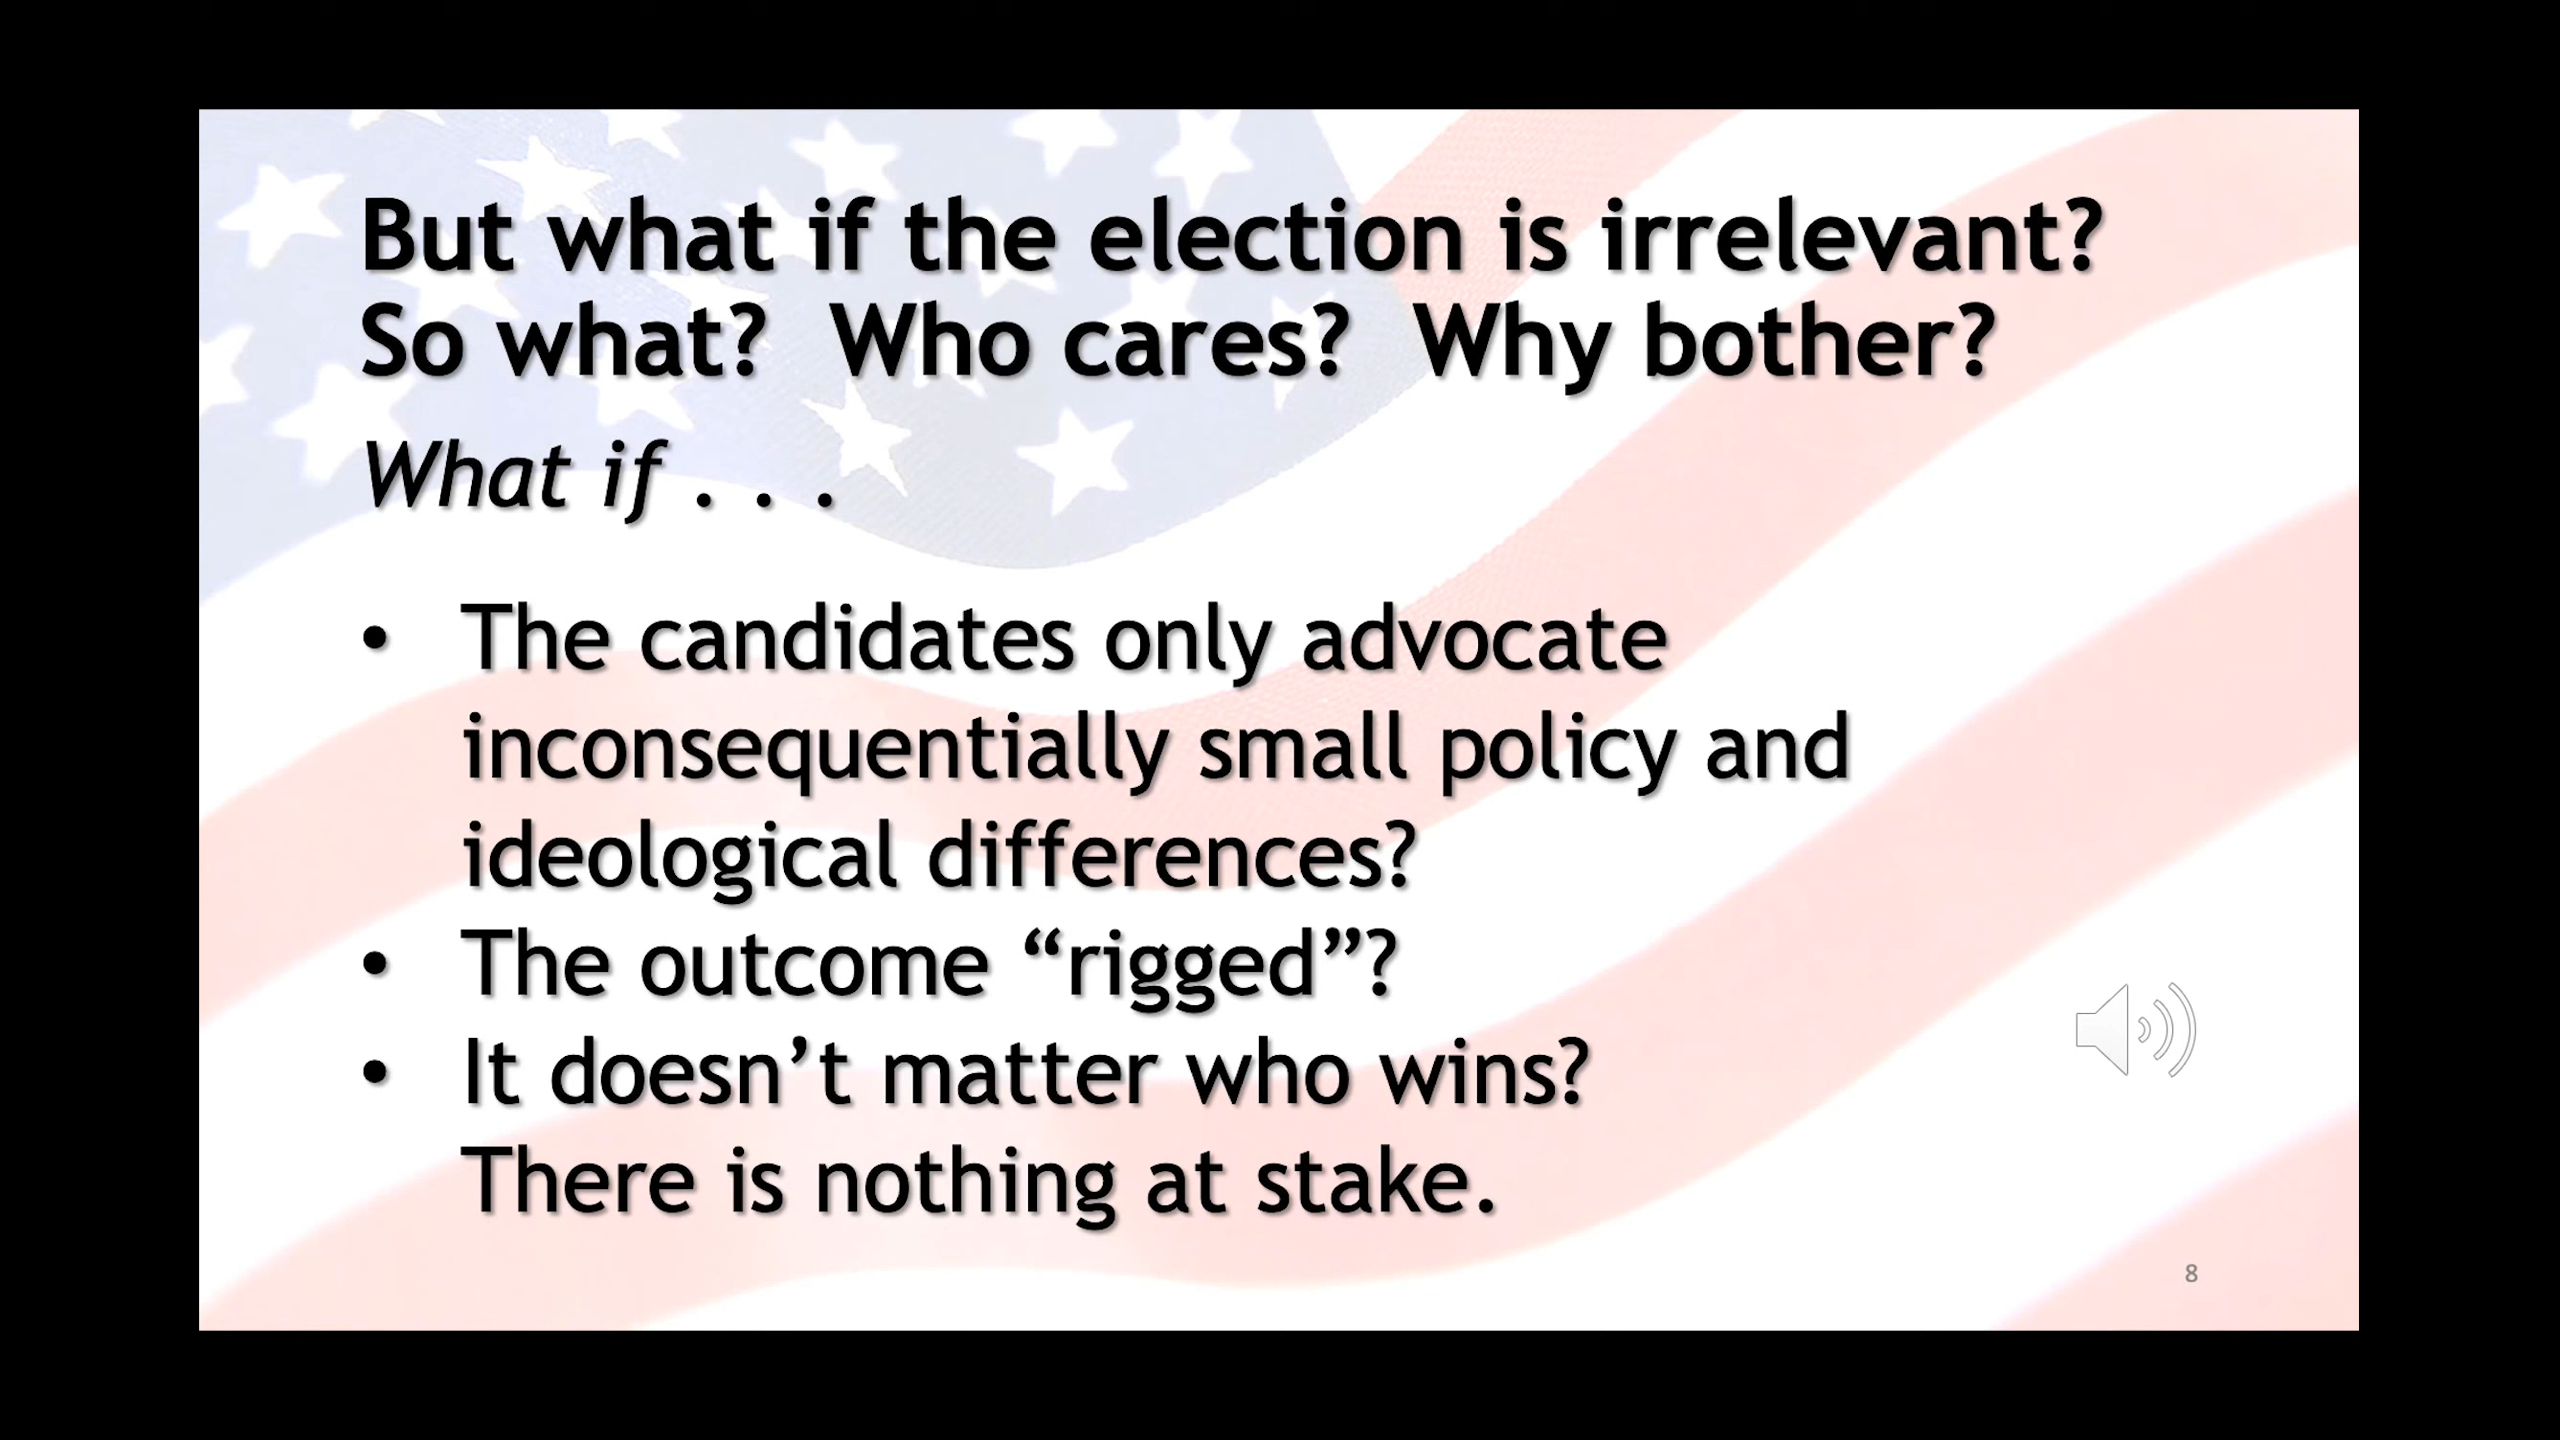 But what if the election is irrelevant?
So what?  Who cares?  Why bother?
What if . . .
• The candidates only advocate
inconsequentially small policy and
ideological differences?
• The outcome “rigged”?
• It doesn’t matter who wins?
There is nothing at stake.
8